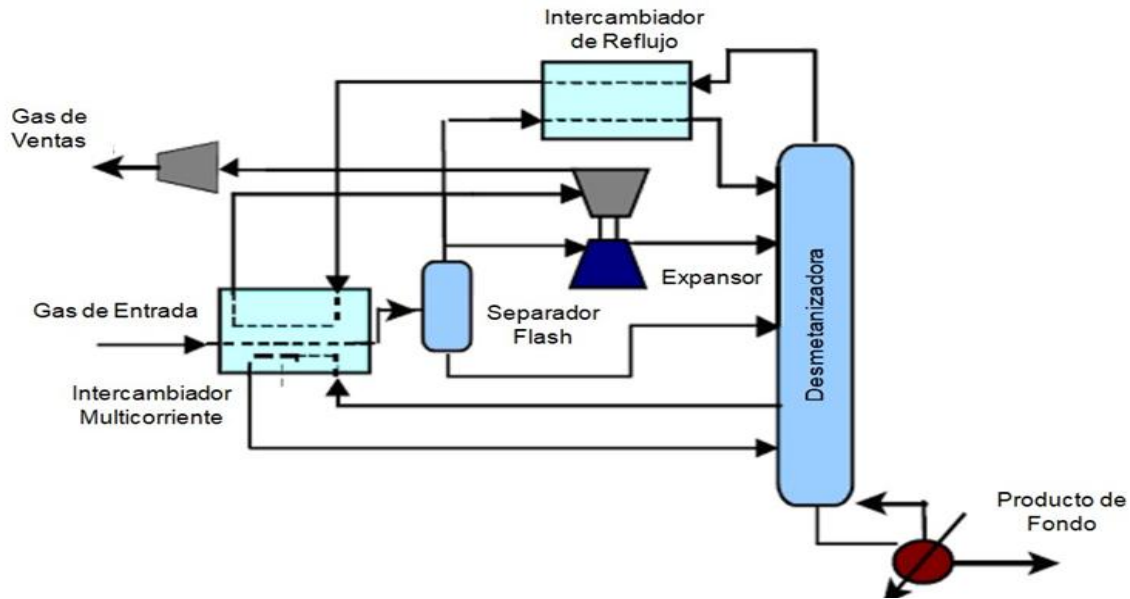 Intercambiador
de Reflujo
Gas de
Ventas
Expansor
Gas de Entrada
Separador
Flash
Intercambiador
Multicorriente
Desmetanizadora
Producto de
Fondo